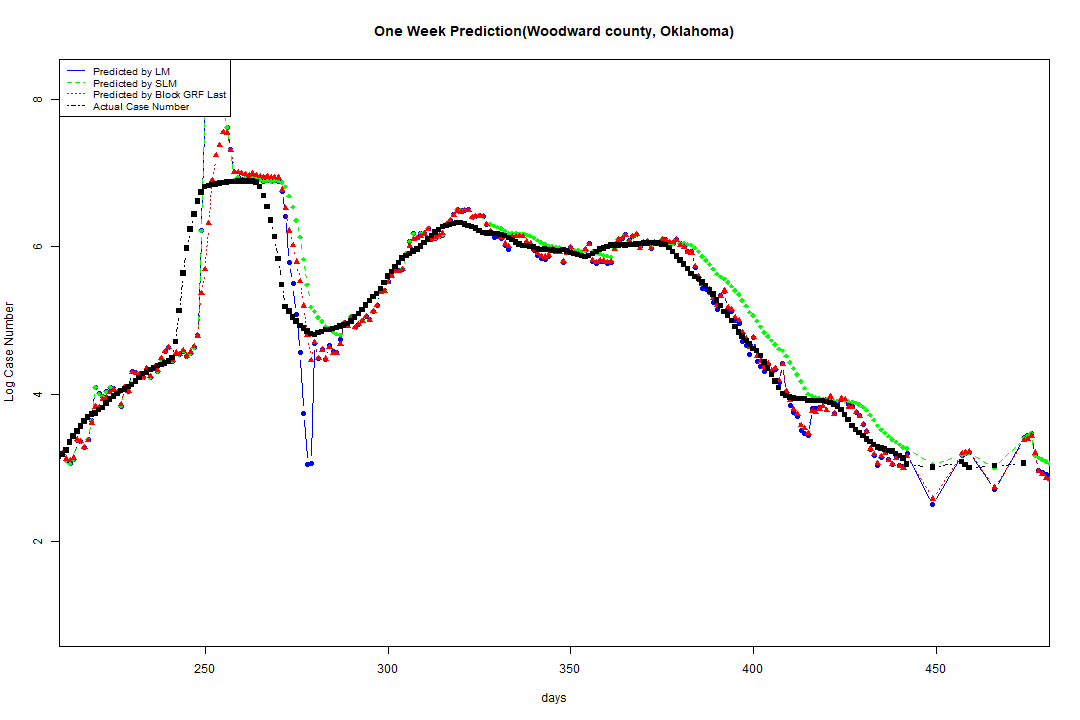 One Week Prediction(Woodward county, Oklahoma)
Predicted by LM
Predicted by SLM
Predicted by Block GRF Last
Actual Case Number
8
6
4
2
Log Case Number
250 300 350 400 450
days